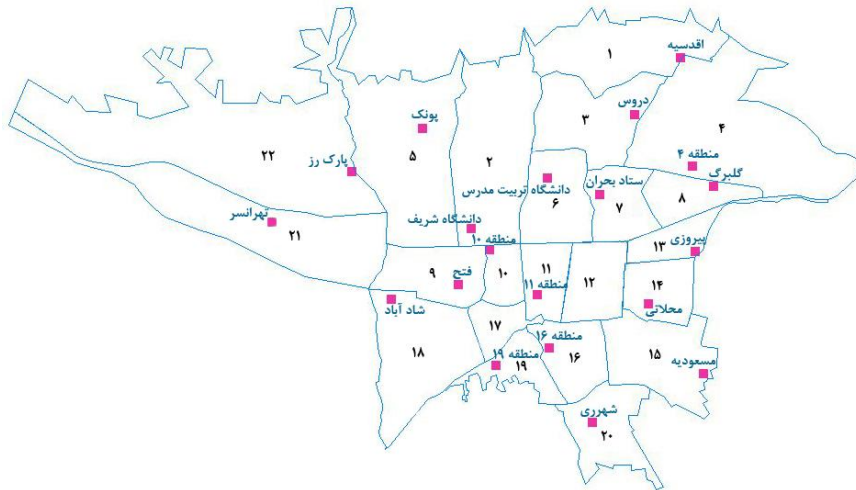 اقدسیه
۱
دروس
۳
۴
پونک
۵
۲
منطقه ۴
گلبرگ
۲۲
پارک رز
دانشگاه تربیت مدرس
۶
ستاد بحران
۷
۸
تهرانسر
۲۱
دانشگاه شریف
منطقه ۱۰
۱۳
پیروزی
۹
فتح
۱۰
۱۱
منطقه ۱۱
۱۲
۱۴
محلاتی
شاد آباد
۱۷
منطقه ۱۶
۱۶
۱۸
منطقه ۱۹
۱۹
۱۵
مسعودیه
شهرری
۲۰